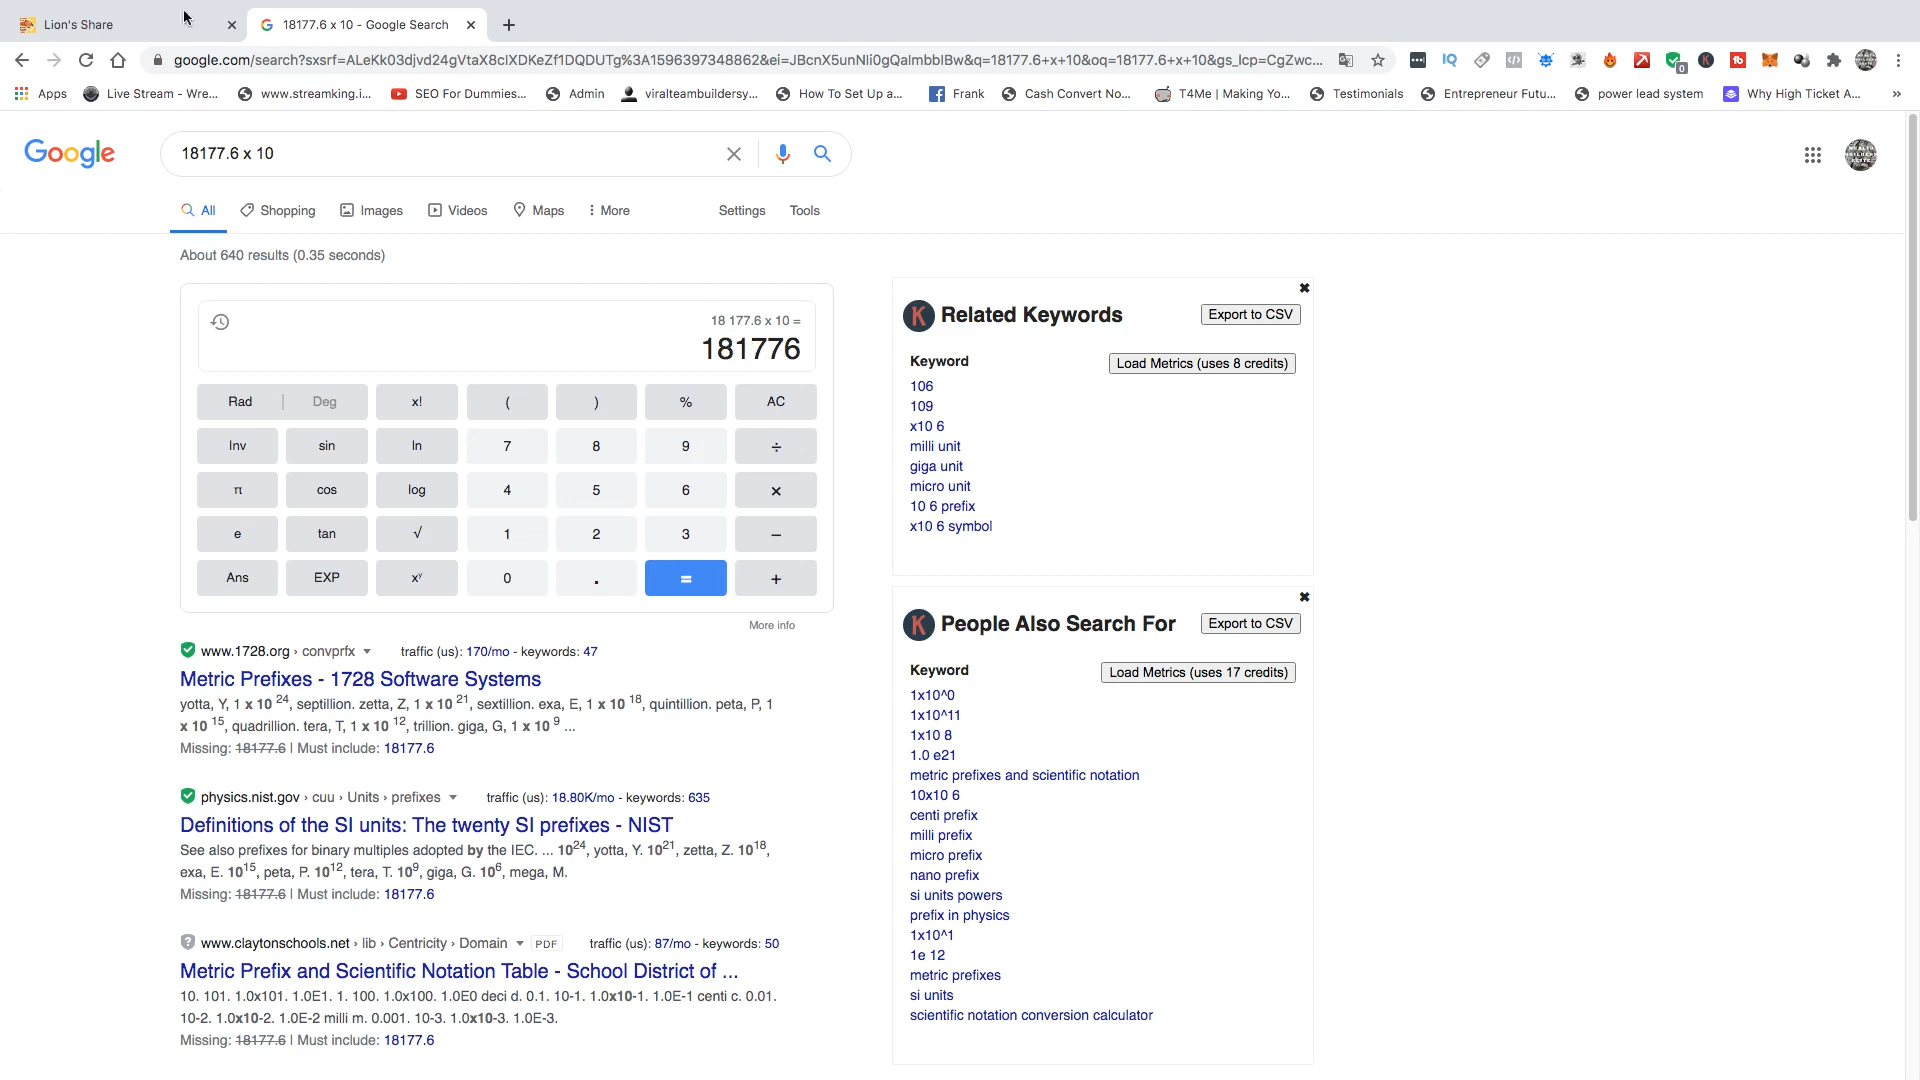 Lion's Share
18177.6 x 10 - Google Search
google.com/search?sxsrf=ALeKk03djvd24gVtaX8clXDKeZf1DQDUTg%3A1596397348862&ei=JBcnX5unNIi0gQaImbbIBw&q=18177.6+x+10&oq=18177.6+x+10&gs_lcp=CgZwc...
Apps Live Stream - Wre... www.streamking.i... SEO For Dummies... Admin viralteambuildersy... How To Set Up a... Frank Cash Convert No... T4Me | Making Yo... Testimonials Entrepreneur Futu... power lead system Why High Ticket A... »
Google
18177.6 x 10
All Shopping Images Videos Maps More Settings Tools
About 640 results (0.35 seconds)
18 177.6 x 10 =
181776
Rad | Deg x! ( ) % AC
Inv sin ln 7 8 9 ÷
π cos log 4 5 6 ×
e tan √ 1 2 3 −
Ans EXP xʸ 0 . = +
More info
www.1728.org › convprfx traffic (us): 170/mo - keywords: 47
Metric Prefixes - 1728 Software Systems
yotta, Y, 1 x 10 24, septillion. zetta, Z, 1 x 10 21, sextillion. exa, E, 1 x 10 18, quintillion. peta, P, 1
x 10 15, quadrillion. tera, T, 1 x 10 12, trillion. giga, G, 1 x 10 9 ...
Missing: 18177.6 | Must include: 18177.6
physics.nist.gov › cuu › Units › prefixes traffic (us): 18.80K/mo - keywords: 635
Definitions of the SI units: The twenty SI prefixes - NIST
See also prefixes for binary multiples adopted by the IEC. ... 1024, yotta, Y. 1021, zetta, Z. 1018,
exa, E. 1015, peta, P. 1012, tera, T. 109, giga, G. 106, mega, M.
Missing: 18177.6 | Must include: 18177.6
www.claytonschools.net › lib › Centricity › Domain PDF traffic (us): 87/mo - keywords: 50
Metric Prefix and Scientific Notation Table - School District of ...
10. 101. 1.0x101. 1.0E1. 1. 100. 1.0x100. 1.0E0 deci d. 0.1. 10-1. 1.0x10-1. 1.0E-1 centi c. 0.01.
10-2. 1.0x10-2. 1.0E-2 milli m. 0.001. 10-3. 1.0x10-3. 1.0E-3.
Missing: 18177.6 | Must include: 18177.6
K Related Keywords Export to CSV
Keyword Load Metrics (uses 8 credits)
106
109
x10 6
milli unit
giga unit
micro unit
10 6 prefix
x10 6 symbol
K People Also Search For Export to CSV
Keyword Load Metrics (uses 17 credits)
1x10^0
1x10^11
1x10 8
1.0 e21
metric prefixes and scientific notation
10x10 6
centi prefix
milli prefix
micro prefix
nano prefix
si units powers
prefix in physics
1x10^1
1e 12
metric prefixes
si units
scientific notation conversion calculator